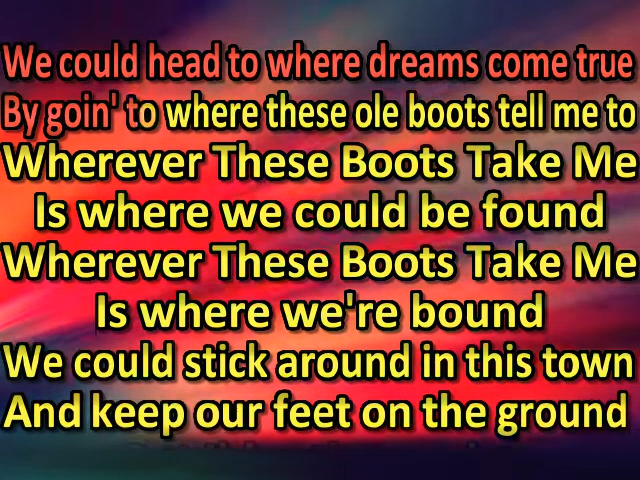 We could head to where dreams come true
By goin' to where these ole boots tell me to
Wherever These Boots Take Me
Is where we could be found
Wherever These Boots Take Me
Is where we're bound
We could stick around in this town
And keep our feet on the ground